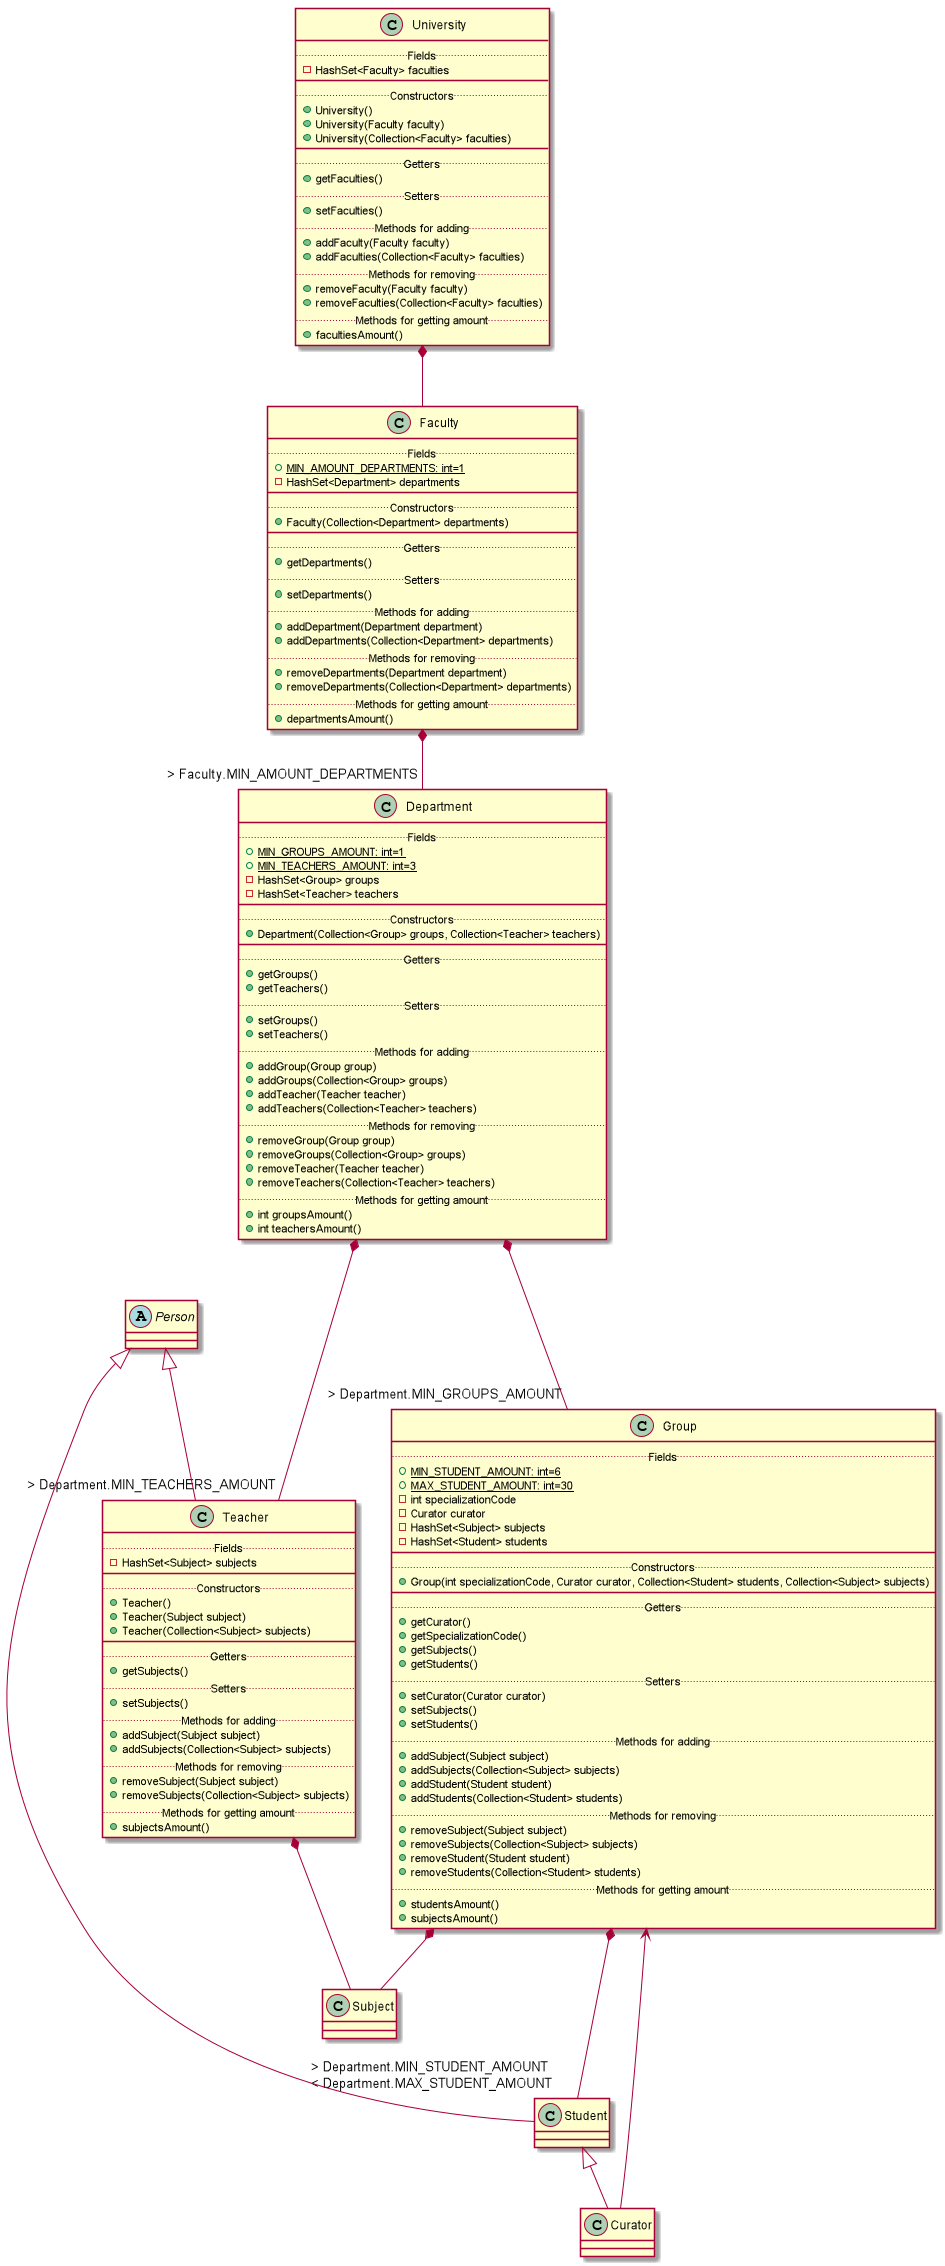 C University
Fields
HashSet<Faculty> faculties
Constructors
University()
University(Faculty faculty)
University(Collection<Faculty> faculties)
Getters
getFaculties()
Setters
setFaculties()
Methods for adding
addFaculty(Faculty faculty)
addFaculties(Collection<Faculty> faculties)
Methods for removing
removeFaculty(Faculty faculty)
removeFaculties(Collection<Faculty> faculties)
Methods for getting amount
facultiesAmount()
C Faculty
Fields
MIN_AMOUNT_DEPARTMENTS: int=1
HashSet<Department> departments
Constructors
Faculty(Collection<Department> departments)
Getters
getDepartments()
Setters
setDepartments()
Methods for adding
addDepartment(Department department)
addDepartments(Collection<Department> departments)
Methods for removing
removeDepartments(Department department)
removeDepartments(Collection<Department> departments)
Methods for getting amount
departmentsAmount()
> Faculty.MIN_AMOUNT_DEPARTMENTS
C Department
Fields
MIN_GROUPS_AMOUNT: int=1
MIN_TEACHERS_AMOUNT: int=3
HashSet<Group> groups
HashSet<Teacher> teachers
Constructors
Department(Collection<Group> groups, Collection<Teacher> teachers)
Getters
getGroups()
getTeachers()
Setters
setGroups()
setTeachers()
Methods for adding
addGroup(Group group)
addGroups(Collection<Group> groups)
addTeacher(Teacher teacher)
addTeachers(Collection<Teacher> teachers)
Methods for removing
removeGroup(Group group)
removeGroups(Collection<Group> groups)
removeTeacher(Teacher teacher)
removeTeachers(Collection<Teacher> teachers)
Methods for getting amount
int groupsAmount()
int teachersAmount()
A Person
> Department.MIN_GROUPS_AMOUNT
> Department.MIN_TEACHERS_AMOUNT
C Teacher
Fields
HashSet<Subject> subjects
Constructors
Teacher()
Teacher(Subject subject)
Teacher(Collection<Subject> subjects)
Getters
getSubjects()
Setters
setSubjects()
Methods for adding
addSubject(Subject subject)
addSubjects(Collection<Subject> subjects)
Methods for removing
removeSubject(Subject subject)
removeSubjects(Collection<Subject> subjects)
Methods for getting amount
subjectsAmount()
C Group
Fields
MIN_STUDENT_AMOUNT: int=6
MAX_STUDENT_AMOUNT: int=30
int specializationCode
Curator curator
HashSet<Subject> subjects
HashSet<Student> students
Constructors
Group(int specializationCode, Curator curator, Collection<Student> students, Collection<Subject> subjects)
Getters
getCurator()
getSpecializationCode()
getSubjects()
getStudents()
Setters
setCurator(Curator curator)
setSubjects()
setStudents()
Methods for adding
addSubject(Subject subject)
addSubjects(Collection<Subject> subjects)
addStudent(Student student)
addStudents(Collection<Student> students)
Methods for removing
removeSubject(Subject subject)
removeSubjects(Collection<Subject> subjects)
removeStudent(Student student)
removeStudents(Collection<Student> students)
Methods for getting amount
studentsAmount()
subjectsAmount()
C Subject
> Department.MIN_STUDENT_AMOUNT
< Department.MAX_STUDENT_AMOUNT
C Student
C Curator